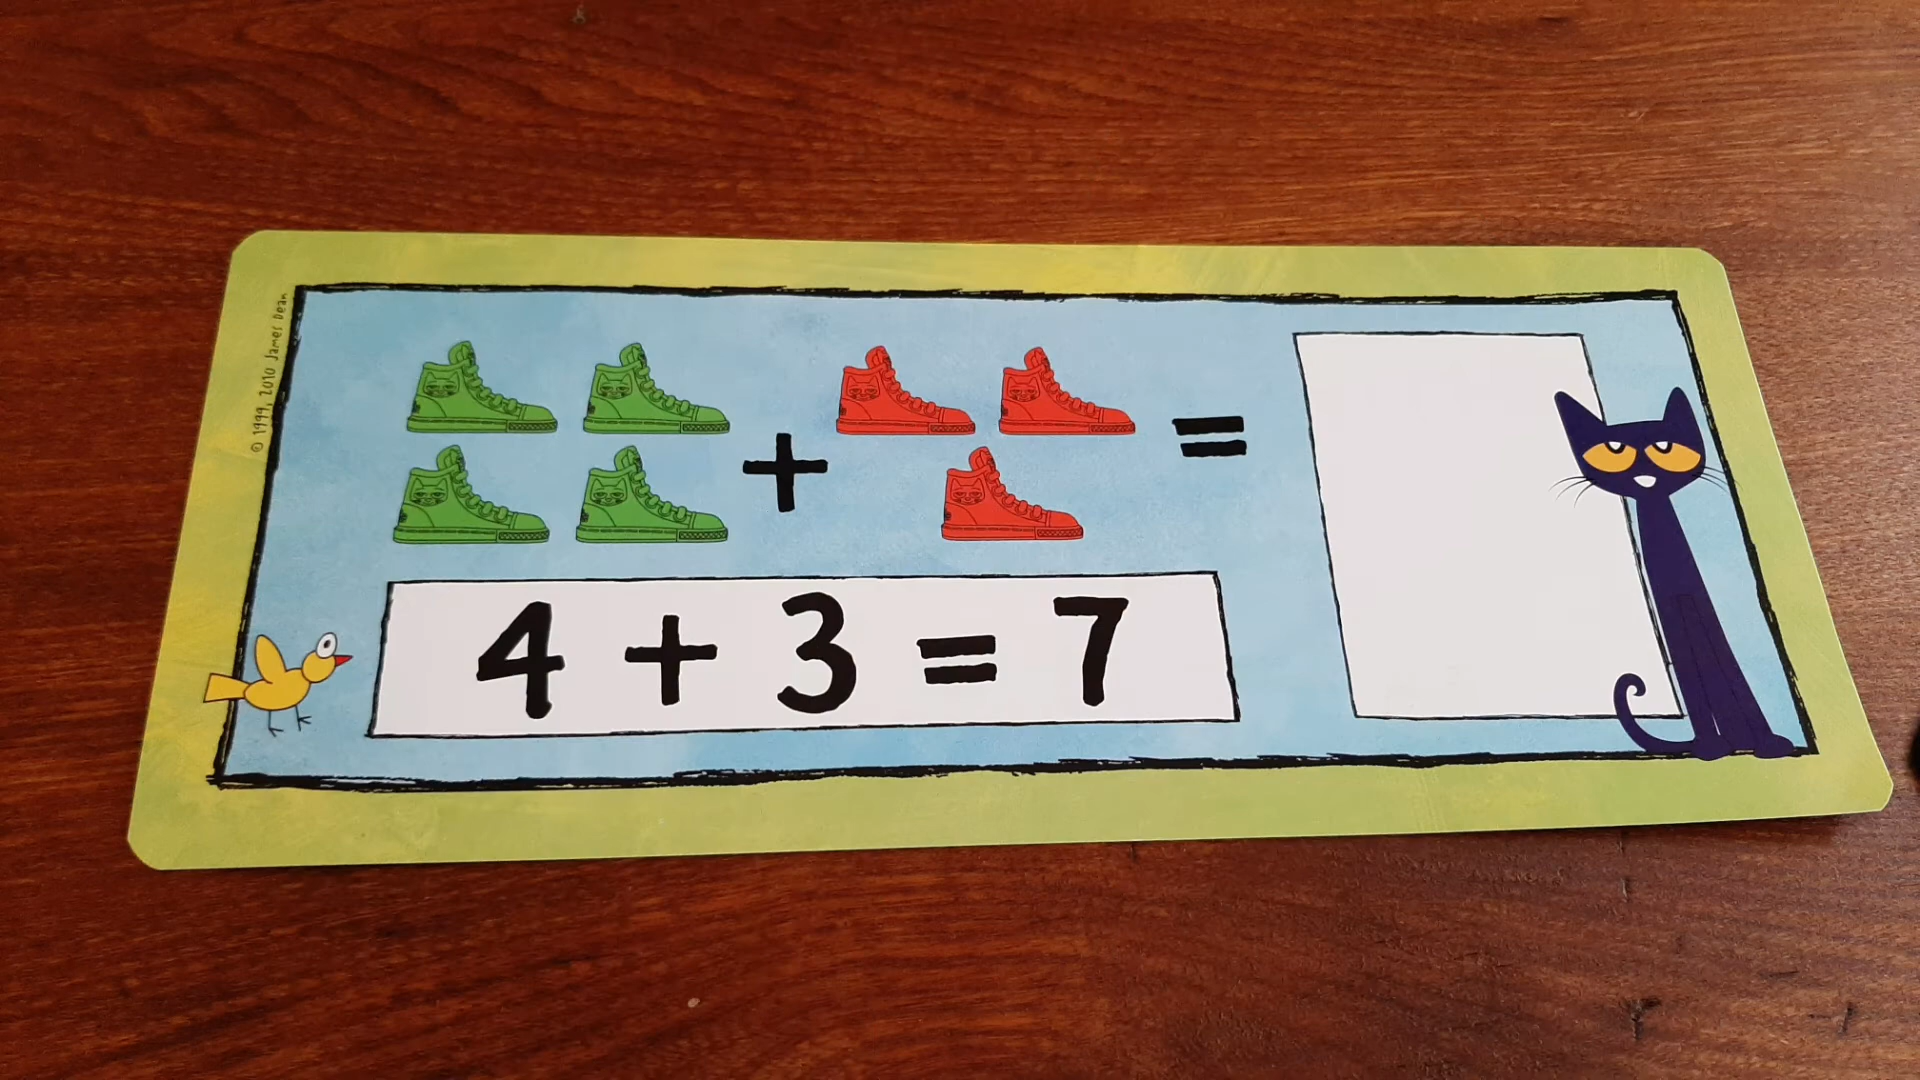 © 1999, 2010 James Dean
+ =
4 + 3 = 7